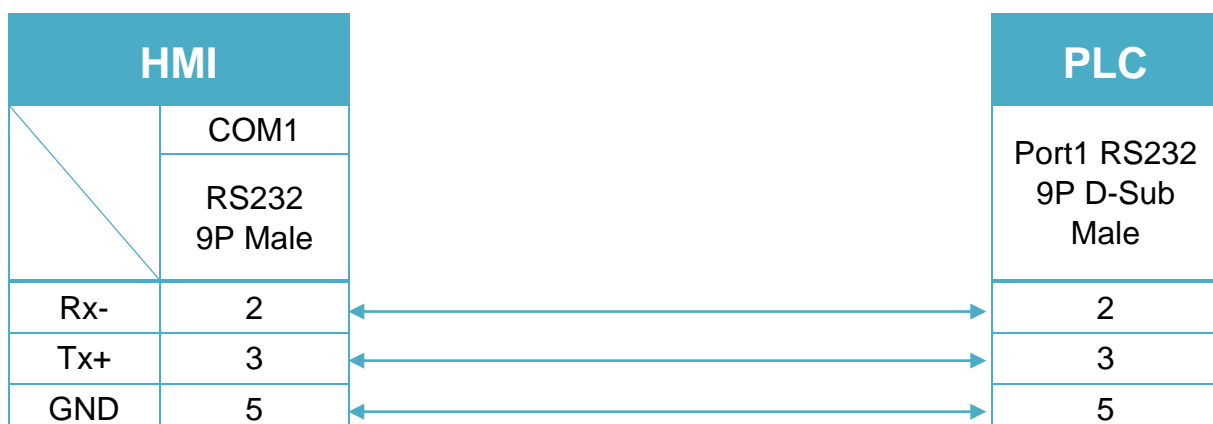 HMI
PLC
COM1
RS232
9P Male
Port1 RS232
9P D-Sub
Male
Rx- 2 2
Tx+ 3 3
GND 5 5